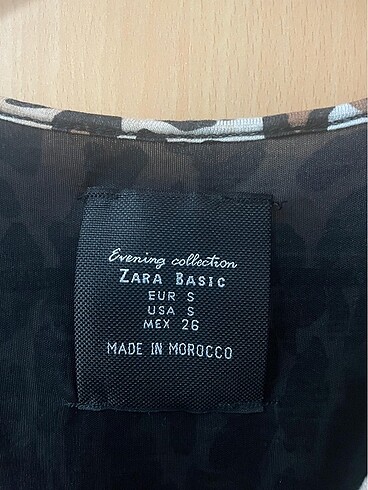 Evening collection
ZARA BASIC
EUR S
USA S
MEX 26
MADE IN MOROCCO